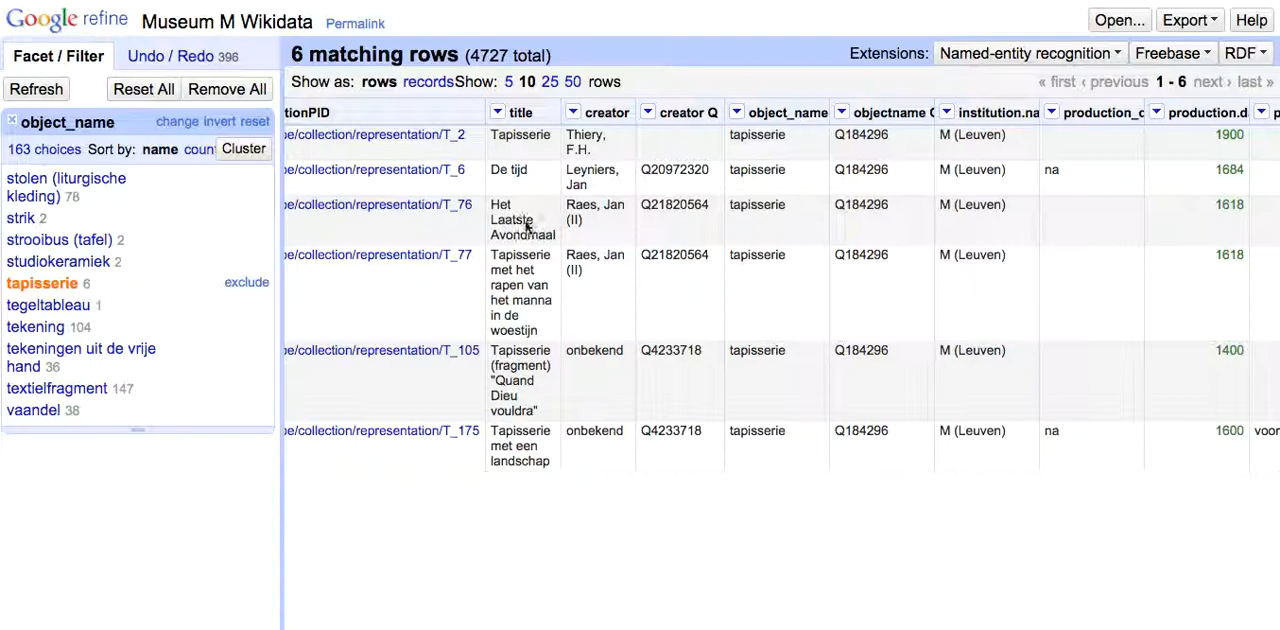 Google refine Museum M Wikidata Permalink Open... Export Help
Facet / Filter Undo / Redo 396 6 matching rows (4727 total) Extensions: Named-entity recognition Freebase RDF
Refresh Reset All Remove All Show as: rows records Show: 5 10 25 50 rows « first ‹ previous 1 - 6 next › last »
object_name change invert reset
163 choices Sort by: name coun Cluster
stolen (liturgische
kleding) 78
strik 2
strooibus (tafel) 2
studiokeramiek 2
tapisserie 6 exclude
tegeltableau 1
tekening 104
tekeningen uit de vrije
hand 36
textielfragment 147
vaandel 38
tionPID title creator creator Q object_name objectname institution.na production_ production.d
e/collection/representation/T_2 Tapisserie Thiery, tapisserie Q184296 M (Leuven) 1900
F.H.
e/collection/representation/T_6 De tijd Leyniers, Q20972320 tapisserie Q184296 M (Leuven) na 1684
Jan
e/collection/representation/T_76 Het Raes, Jan Q21820564 tapisserie Q184296 M (Leuven) 1618
Laatste (II)
Avondmaal
e/collection/representation/T_77 Tapisserie Raes, Jan Q21820564 tapisserie Q184296 M (Leuven) 1618
met het (II)
rapen van
het manna
in de
woestijn
e/collection/representation/T_105 Tapisserie onbekend Q4233718 tapisserie Q184296 M (Leuven) 1400
(fragment)
"Quand
Dieu
vouldra"
e/collection/representation/T_175 Tapisserie onbekend Q4233718 tapisserie Q184296 M (Leuven) na 1600 voor
met een
landschap